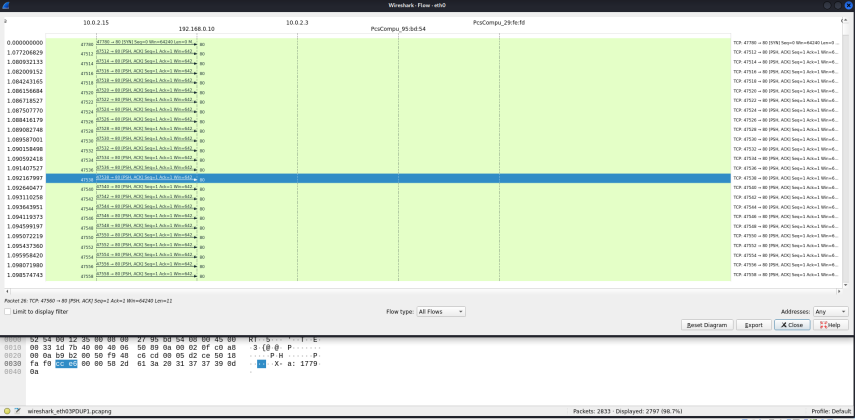 Wireshark · Flow · eth0
10.0.2.15 10.0.2.3 PcsCompu_29:fe:fd
192.168.0.10 PcsCompu_95:bd:54
0.000000000 47780 47780 → 80 [SYN] Seq=0 Win=64240 Len=0 M... 80 TCP: 47780 → 80 [SYN] Seq=0 Win=64240 Len=0 ...
1.077206829 47512 47512 → 80 [PSH, ACK] Seq=1 Ack=1 Win=642... 80 TCP: 47512 → 80 [PSH, ACK] Seq=1 Ack=1 Win=6...
1.080932133 47514 47514 → 80 [PSH, ACK] Seq=1 Ack=1 Win=642... 80 TCP: 47514 → 80 [PSH, ACK] Seq=1 Ack=1 Win=6...
1.082009152 47516 47516 → 80 [PSH, ACK] Seq=1 Ack=1 Win=642... 80 TCP: 47516 → 80 [PSH, ACK] Seq=1 Ack=1 Win=6...
1.084243165 47518 47518 → 80 [PSH, ACK] Seq=1 Ack=1 Win=642... 80 TCP: 47518 → 80 [PSH, ACK] Seq=1 Ack=1 Win=6...
1.086156684 47520 47520 → 80 [PSH, ACK] Seq=1 Ack=1 Win=642... 80 TCP: 47520 → 80 [PSH, ACK] Seq=1 Ack=1 Win=6...
1.086718527 47522 47522 → 80 [PSH, ACK] Seq=1 Ack=1 Win=642... 80 TCP: 47522 → 80 [PSH, ACK] Seq=1 Ack=1 Win=6...
1.087507770 47524 47524 → 80 [PSH, ACK] Seq=1 Ack=1 Win=642... 80 TCP: 47524 → 80 [PSH, ACK] Seq=1 Ack=1 Win=6...
1.088416179 47526 47526 → 80 [PSH, ACK] Seq=1 Ack=1 Win=642... 80 TCP: 47526 → 80 [PSH, ACK] Seq=1 Ack=1 Win=6...
1.089082748 47528 47528 → 80 [PSH, ACK] Seq=1 Ack=1 Win=642... 80 TCP: 47528 → 80 [PSH, ACK] Seq=1 Ack=1 Win=6...
1.089587001 47530 47530 → 80 [PSH, ACK] Seq=1 Ack=1 Win=642... 80 TCP: 47530 → 80 [PSH, ACK] Seq=1 Ack=1 Win=6...
1.090158498 47532 47532 → 80 [PSH, ACK] Seq=1 Ack=1 Win=642... 80 TCP: 47532 → 80 [PSH, ACK] Seq=1 Ack=1 Win=6...
1.090592418 47534 47534 → 80 [PSH, ACK] Seq=1 Ack=1 Win=642... 80 TCP: 47534 → 80 [PSH, ACK] Seq=1 Ack=1 Win=6...
1.091407527 47536 47536 → 80 [PSH, ACK] Seq=1 Ack=1 Win=642... 80 TCP: 47536 → 80 [PSH, ACK] Seq=1 Ack=1 Win=6...
1.092167997 47538 47538 → 80 [PSH, ACK] Seq=1 Ack=1 Win=642... 80 TCP: 47538 → 80 [PSH, ACK] Seq=1 Ack=1 Win=6...
1.092640477 47540 47540 → 80 [PSH, ACK] Seq=1 Ack=1 Win=642... 80 TCP: 47540 → 80 [PSH, ACK] Seq=1 Ack=1 Win=6...
1.093110258 47542 47542 → 80 [PSH, ACK] Seq=1 Ack=1 Win=642... 80 TCP: 47542 → 80 [PSH, ACK] Seq=1 Ack=1 Win=6...
1.093643951 47544 47544 → 80 [PSH, ACK] Seq=1 Ack=1 Win=642... 80 TCP: 47544 → 80 [PSH, ACK] Seq=1 Ack=1 Win=6...
1.094119373 47546 47546 → 80 [PSH, ACK] Seq=1 Ack=1 Win=642... 80 TCP: 47546 → 80 [PSH, ACK] Seq=1 Ack=1 Win=6...
1.094599197 47548 47548 → 80 [PSH, ACK] Seq=1 Ack=1 Win=642... 80 TCP: 47548 → 80 [PSH, ACK] Seq=1 Ack=1 Win=6...
1.095072219 47550 47550 → 80 [PSH, ACK] Seq=1 Ack=1 Win=642... 80 TCP: 47550 → 80 [PSH, ACK] Seq=1 Ack=1 Win=6...
1.095437360 47552 47552 → 80 [PSH, ACK] Seq=1 Ack=1 Win=642... 80 TCP: 47552 → 80 [PSH, ACK] Seq=1 Ack=1 Win=6...
1.095958420 47554 47554 → 80 [PSH, ACK] Seq=1 Ack=1 Win=642... 80 TCP: 47554 → 80 [PSH, ACK] Seq=1 Ack=1 Win=6...
1.098071980 47556 47556 → 80 [PSH, ACK] Seq=1 Ack=1 Win=642... 80 TCP: 47556 → 80 [PSH, ACK] Seq=1 Ack=1 Win=6...
1.098574743 47558 47558 → 80 [PSH, ACK] Seq=1 Ack=1 Win=642... 80 TCP: 47558 → 80 [PSH, ACK] Seq=1 Ack=1 Win=6...
Packet 26: TCP: 47560 → 80 [PSH, ACK] Seq=1 Ack=1 Win=64240 Len=11
Limit to display filter Flow type: All Flows Addresses: Any
Reset Diagram Export Close Help
0000 52 54 00 12 35 00 08 00 27 95 bd 54 08 00 45 00 RT··5··· '··T··E·
00 33 1d 7b 40 00 40 06 50 89 0a 00 02 0f c0 a8 ·3·{@·@· P·······
0020 00 0a b9 b2 00 50 f9 48 c6 cd 00 05 d2 ce 50 18 ·····P·H ······P·
0030 fa f0 cc e6 00 00 58 2d 61 3a 20 31 37 37 39 0d ······X- a: 1779·
0040 0a ·
wireshark_eth03PDUP1.pcapng Packets: 2833 · Displayed: 2797 (98.7%) Profile: Default